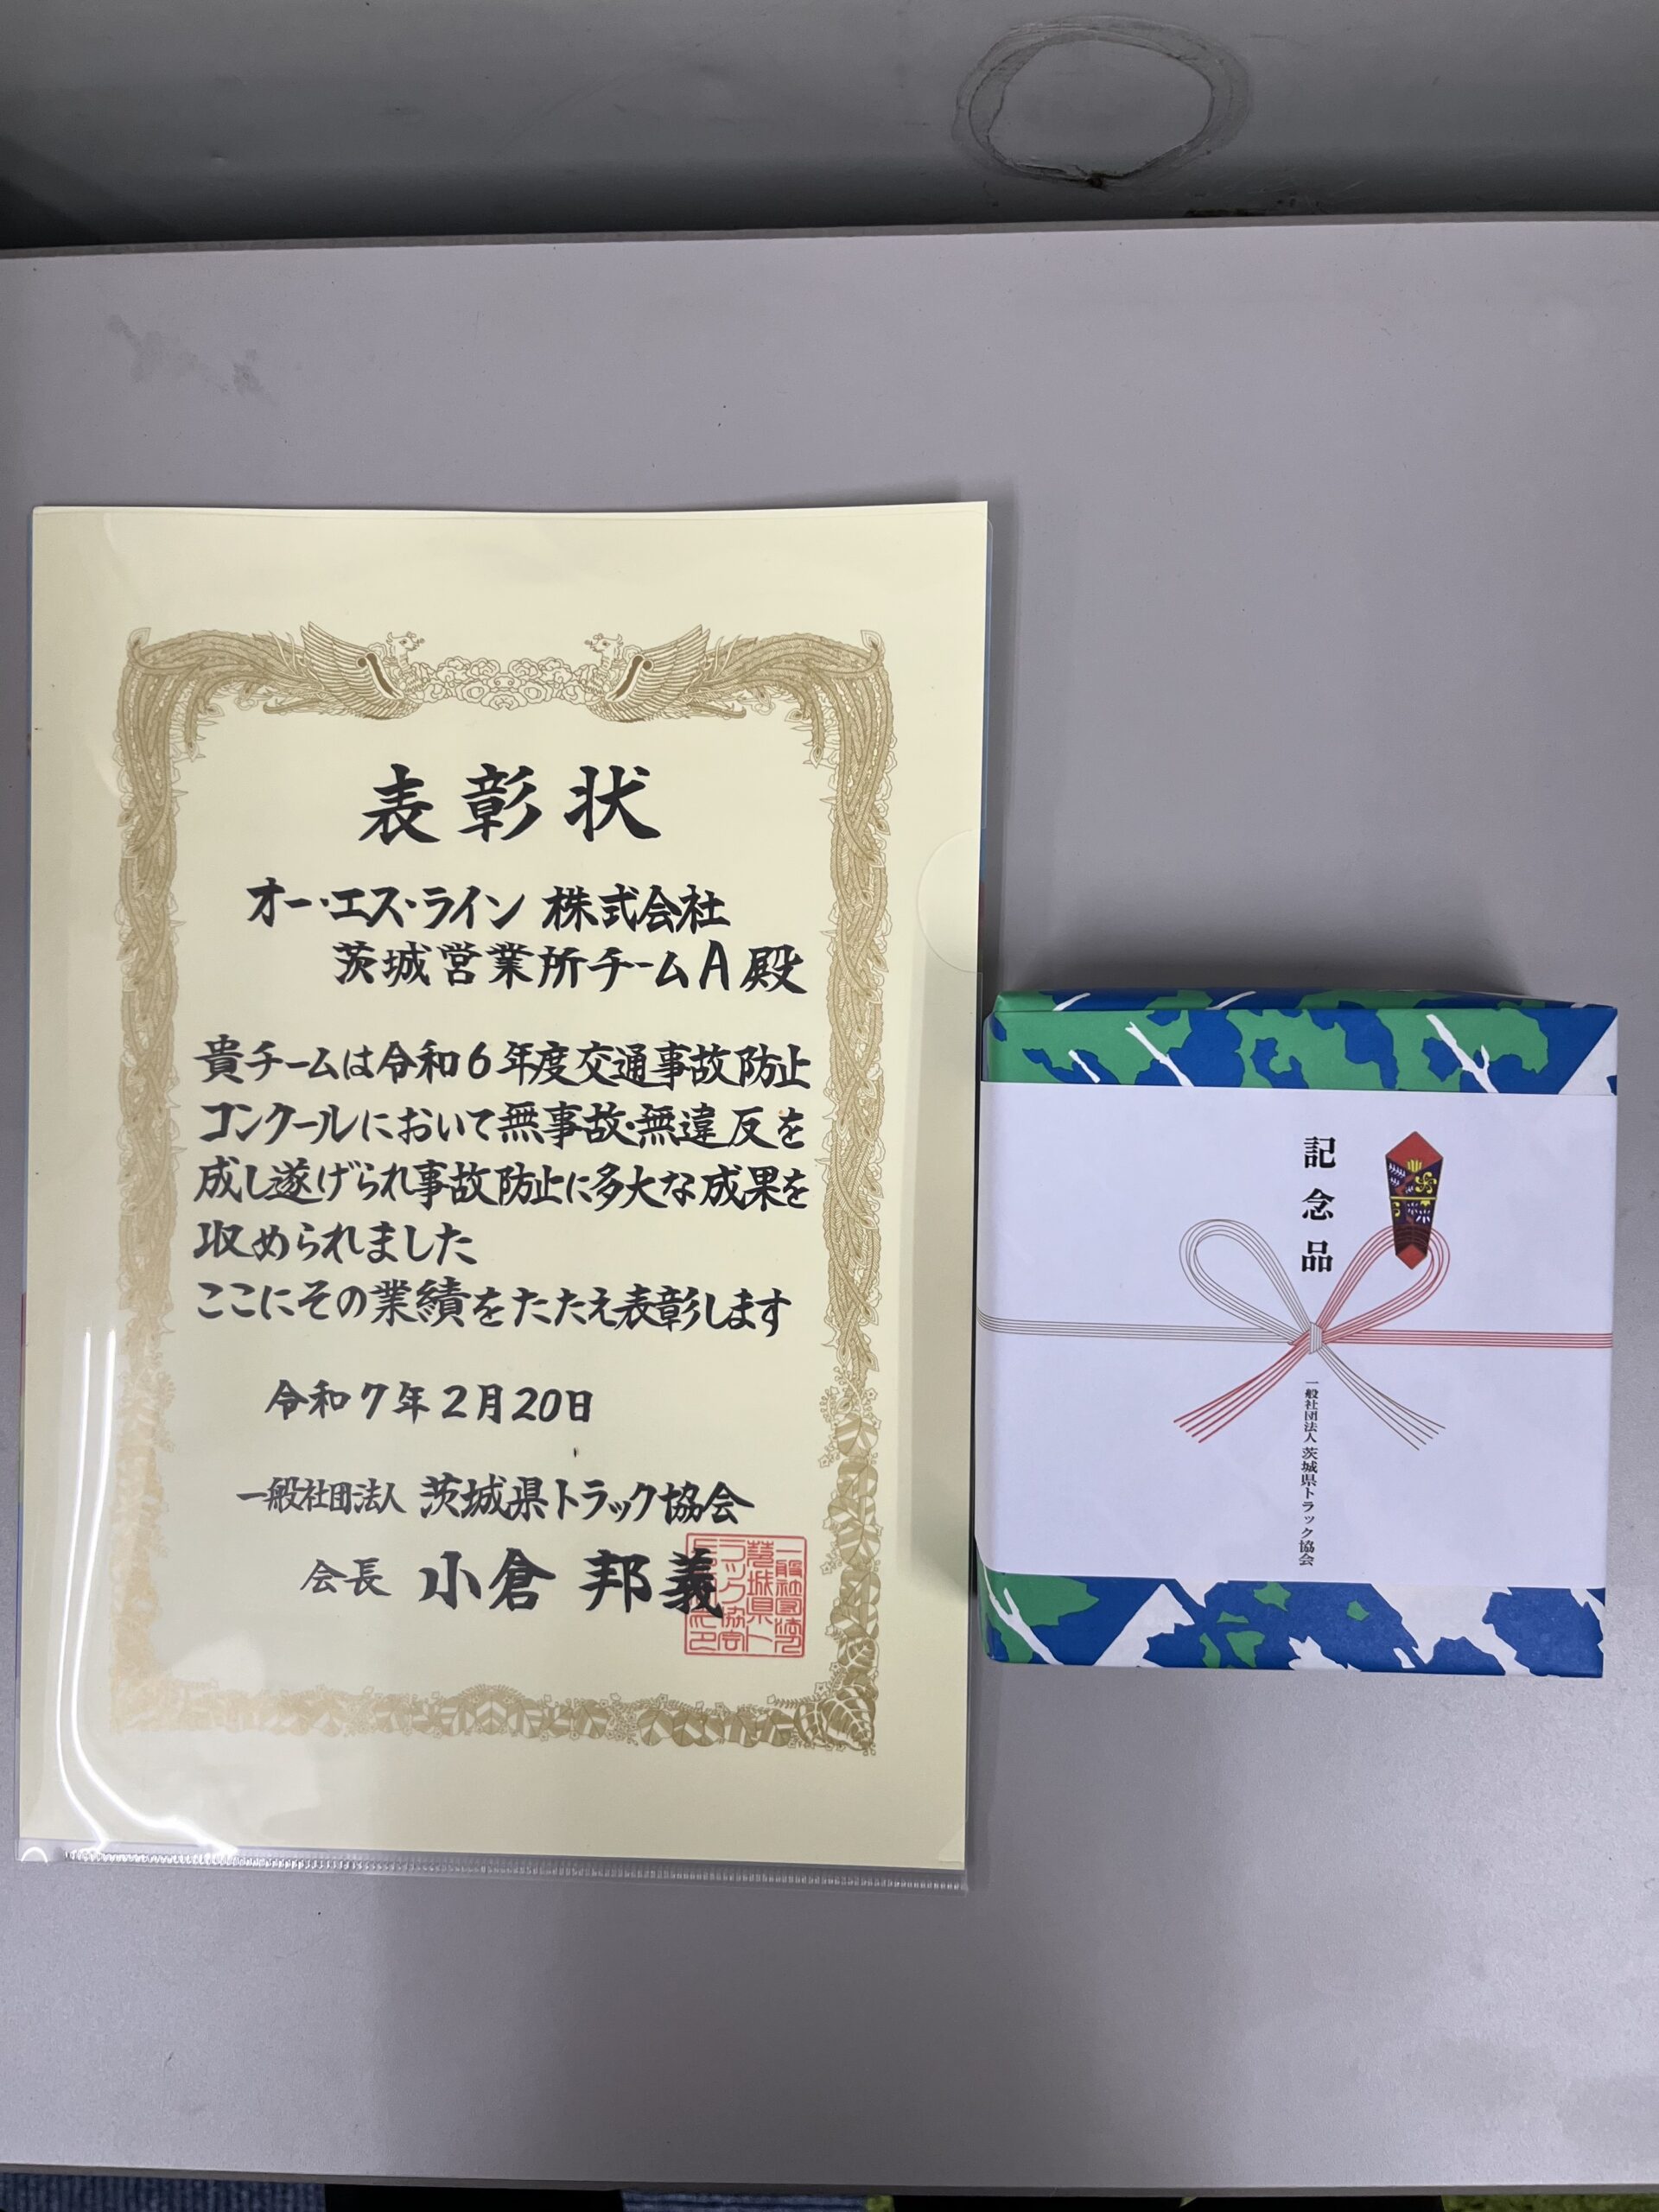 表彰状
オー・エス・ライン 株式会社
茨城営業所チームA殿
貴チームは令和6年度交通事故防止
コンクールにおいて無事故・無違反を
成し遂げられ事故防止に多大な成果を
収められました
ここにその業績をたたえ表彰します
令和7年2月20日
一般社団法人 茨城県トラック協会
会長 小倉 邦義
記念品
一般社団法人 茨城県トラック協会